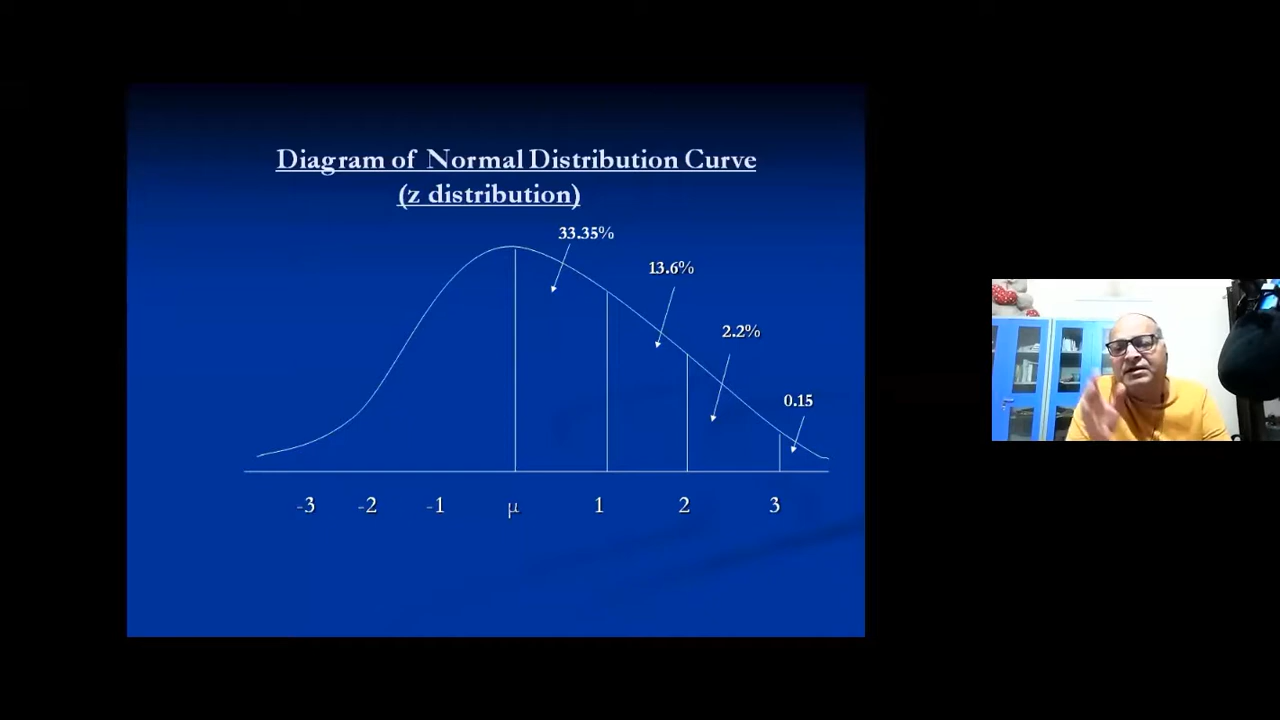 Diagram of Normal Distribution Curve
(z distribution)
33.35%
13.6%
2.2%
0.15
-3 -2 -1 μ 1 2 3